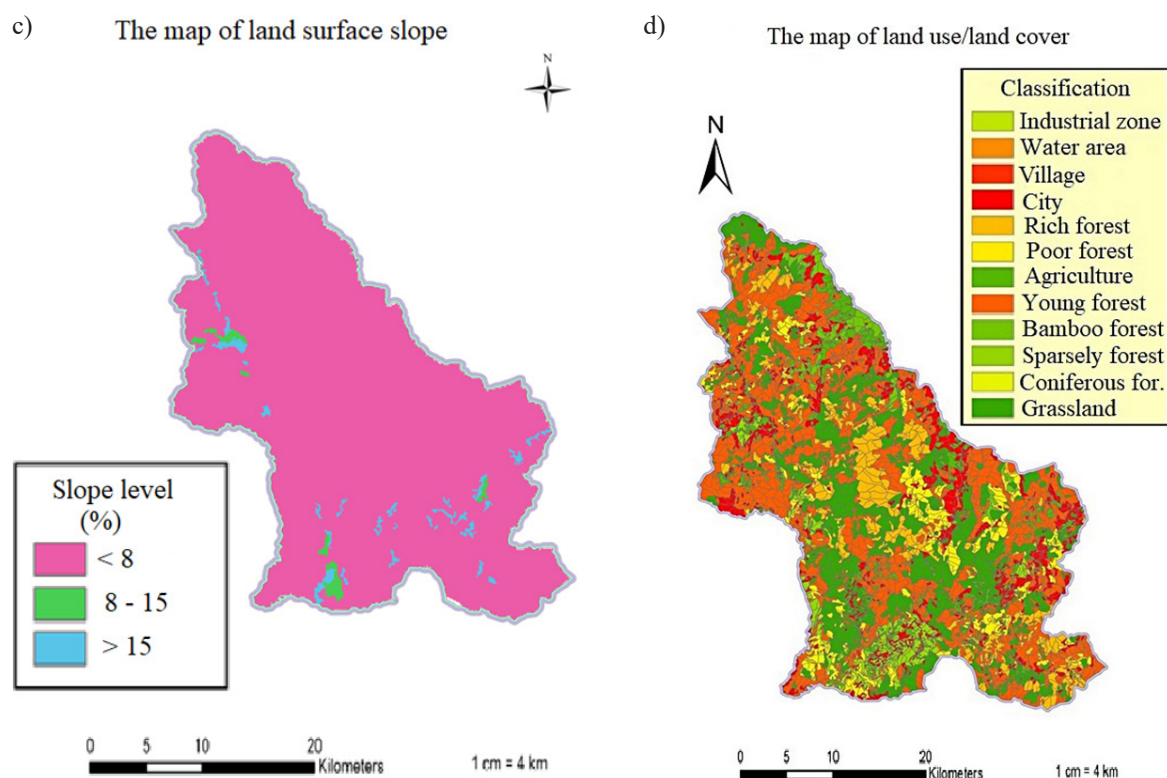 c)
The map of land surface slope
Slope level
(%)
< 8
8 - 15
> 15
0 5 10 20
Kilometers
1 cm = 4 km
d)
The map of land use/land cover
N
Classification
Industrial zone
Water area
Village
City
Rich forest
Poor forest
Agriculture
Young forest
Bamboo forest
Sparsely forest
Coniferous for.
Grassland
0 5 10 20
Kilometers
1 cm = 4 km